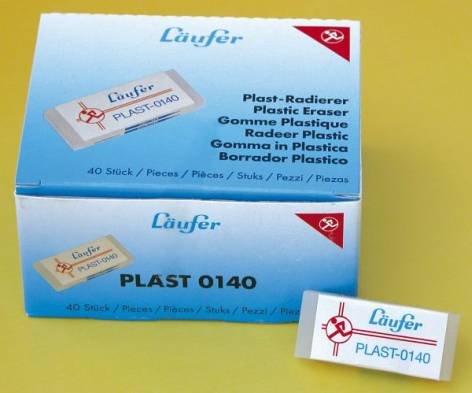 Läufer
Läufer
PLAST-0140
Plast-Radierer
Plastic Eraser
Gomme Plastique
Radeer Plastic
Gomma in Plastica
Borrador Plastico
40 Stück / Pieces / Pièces / Stuks / Pezzi / Piezas
Läufer
Läufer
PLAST-0140
PLAST 0140
40 Stück / Pieces / Pièces / Stuks / Pezzi / Piez
Läufer
PLAST-0140